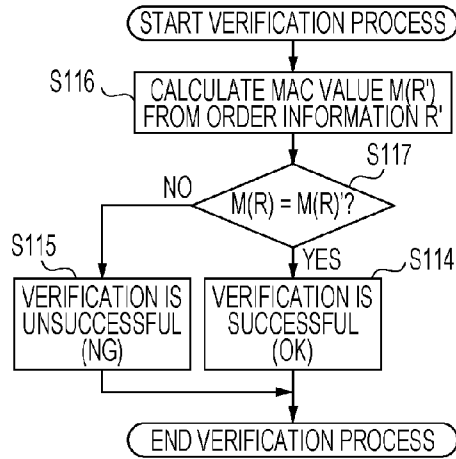 START VERIFICATION PROCESS
S116
CALCULATE MAC VALUE M(R')
FROM ORDER INFORMATION R'
S117
M(R) = M(R)'?
NO
YES
S115
S114
VERIFICATION IS
UNSUCCESSFUL
(NG)
VERIFICATION IS
SUCCESSFUL
(OK)
END VERIFICATION PROCESS